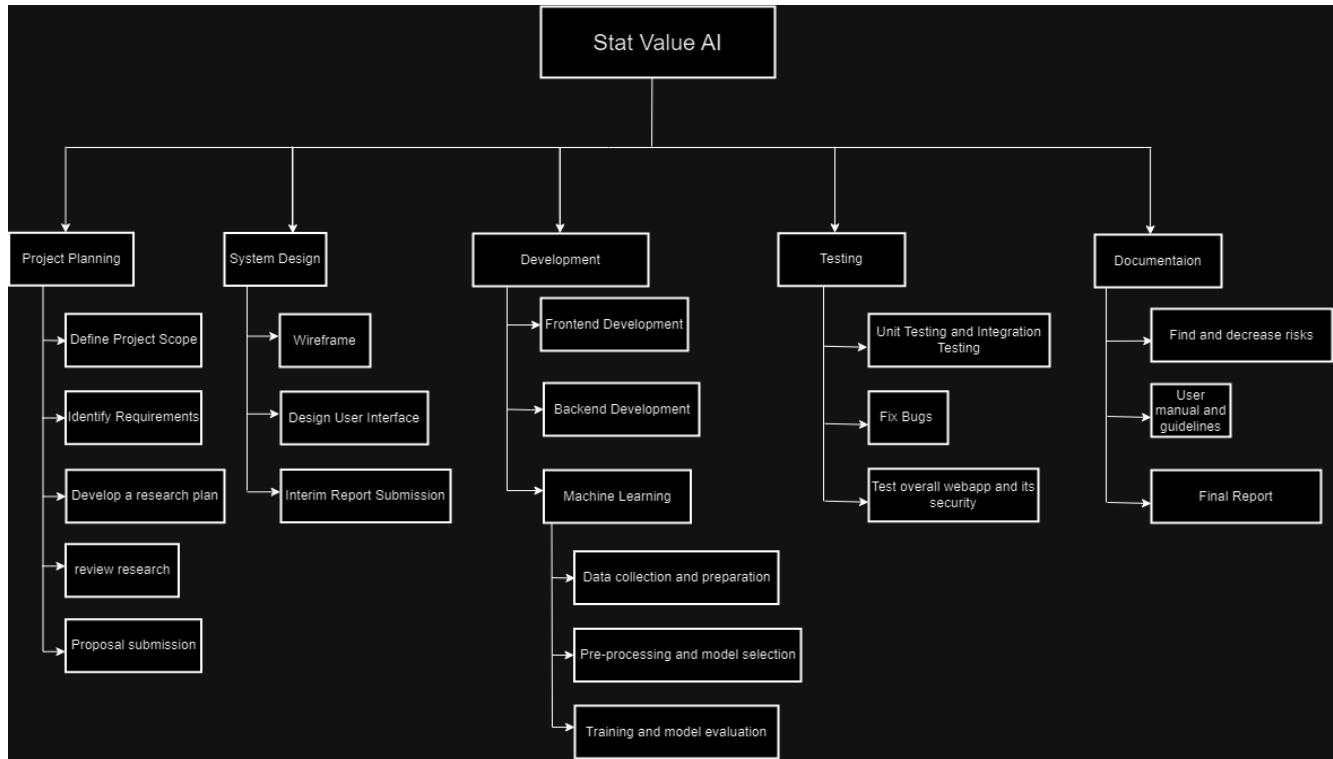 Stat Value AI
Project Planning
System Design
Development
Testing
Documentaion
Define Project Scope
Identify Requirements
Develop a research plan
review research
Proposal submission
Wireframe
Design User Interface
Interim Report Submission
Frontend Development
Backend Development
Machine Learning
Data collection and preparation
Pre-processing and model selection
Training and model evaluation
Unit Testing and Integration
Testing
Fix Bugs
Test overall webapp and its
security
Find and decrease risks
User
manual and
guidelines
Final Report